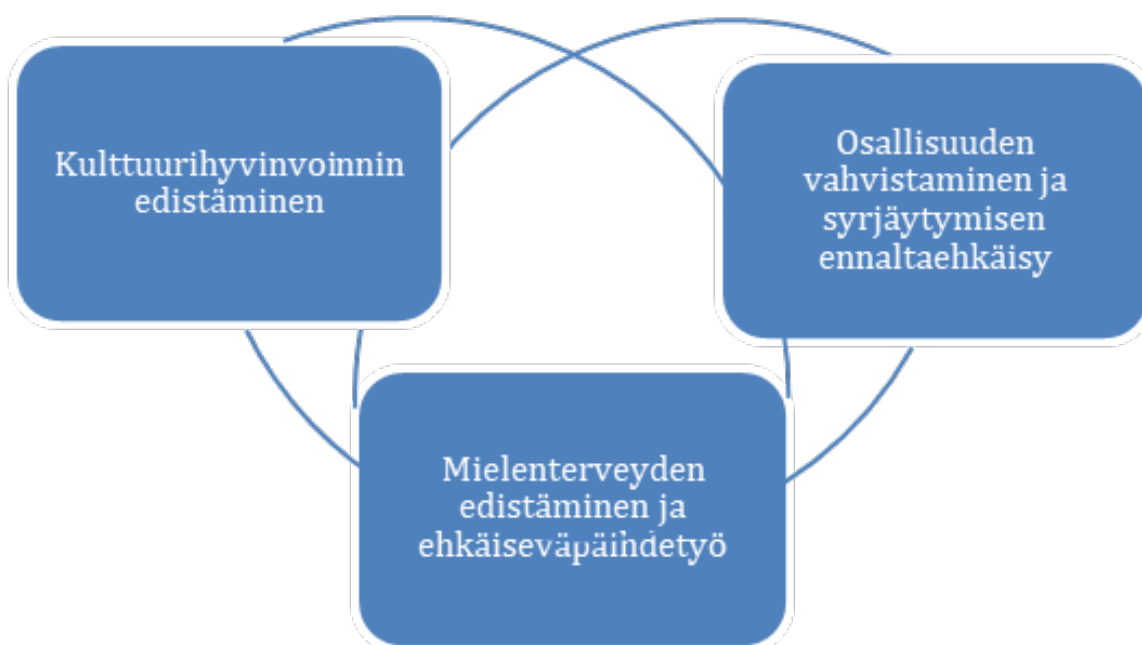 Kulttuurihyvinvoinnin
edistäminen
Osallisuuden
vahvistaminen ja
syrjäytymisen
ennaltaehkäisy
Mielenterveyden
edistäminen ja
ehkäiseväpäihdetyö